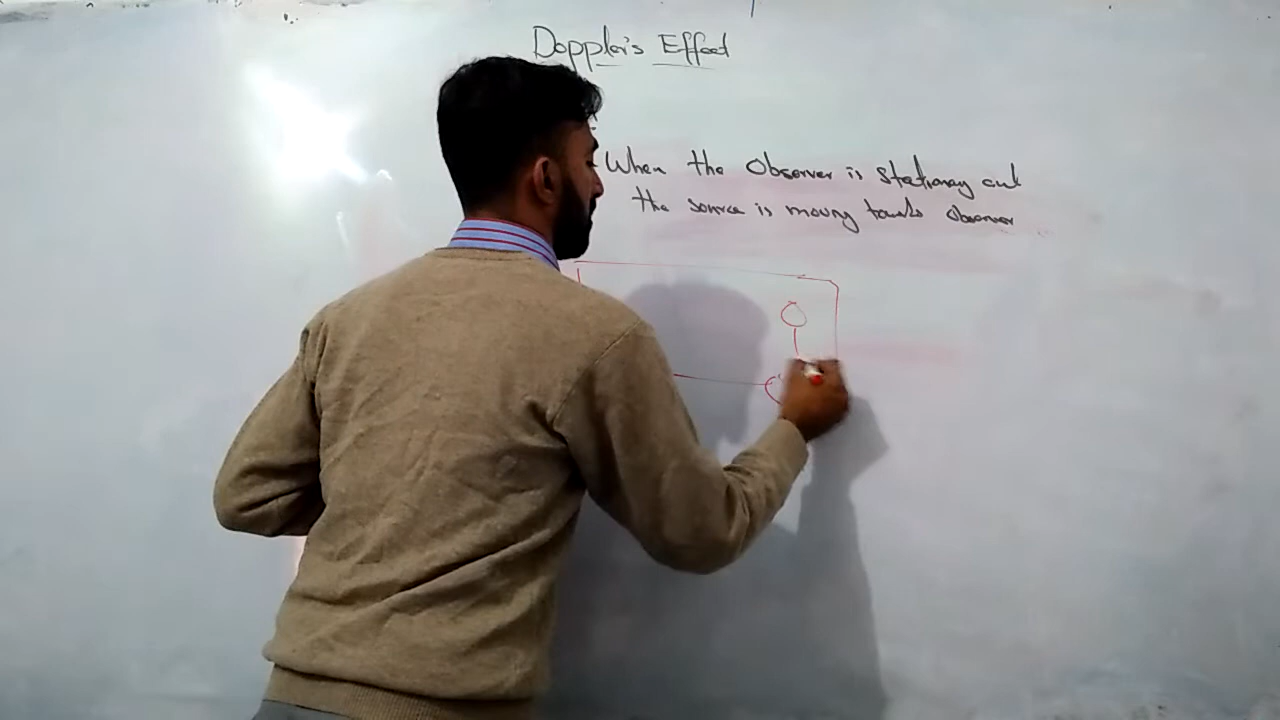 Doppler's Effect
When the Observer is stationary and
the source is moving towards observer